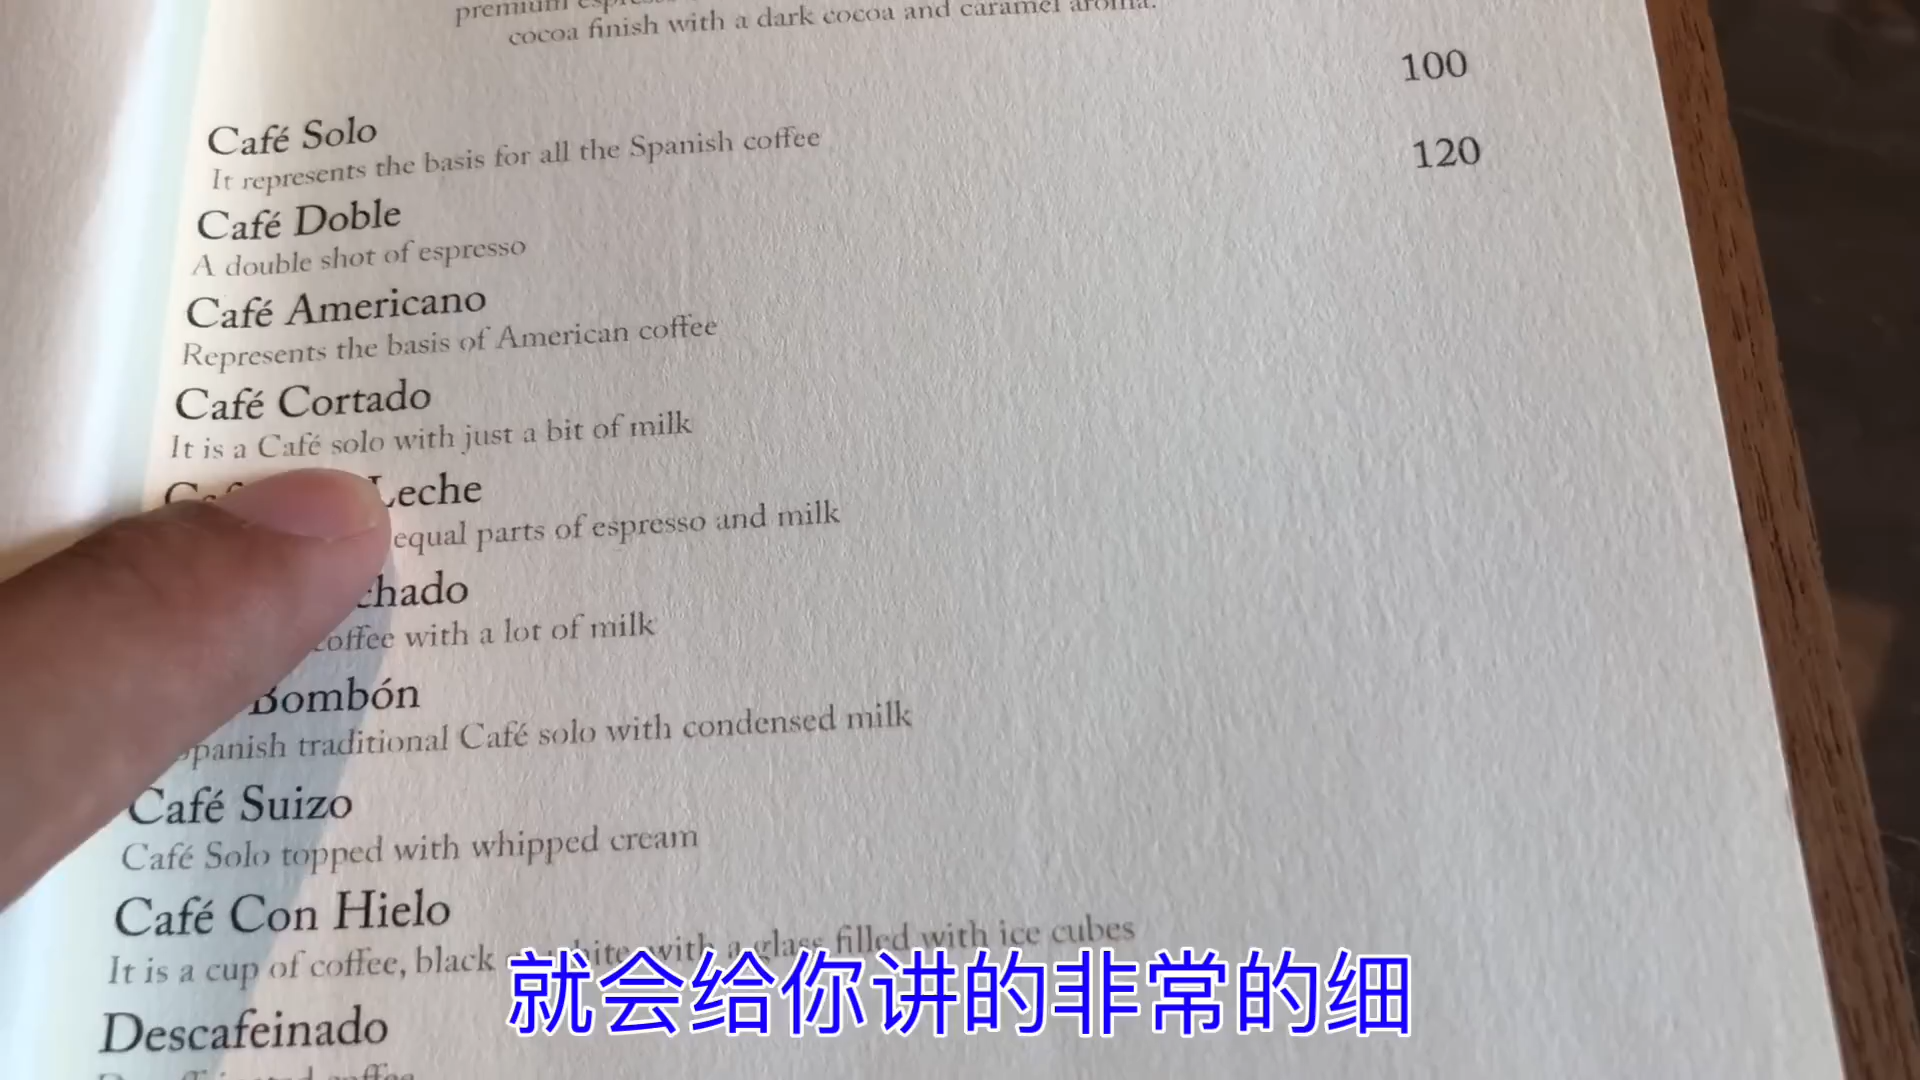 premium
cocoa finish with a dark cocoa and caramel aroma.
100
Café Solo
It represents the basis for all the Spanish coffee
120
Café Doble
A double shot of espresso
Café Americano
Represents the basis of American coffee
Café Cortado
It is a Café solo with just a bit of milk
Leche
equal parts of espresso and milk
coffee with a lot of milk
Bombón
Spanish traditional Café solo with condensed milk
Café Suizo
Café Solo topped with whipped cream
Café Con Hielo
It is a cup of coffee, black with a glass filled with ice cubes
就会给你讲的非常的细
Descafeinado